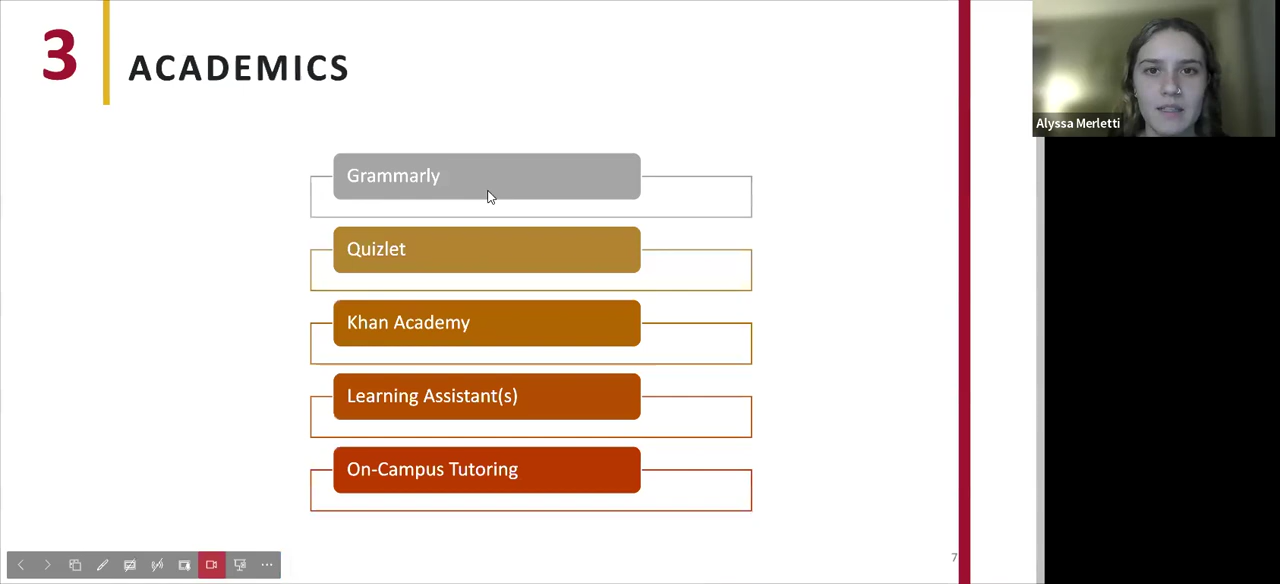 3
ACADEMICS
Alyssa Merletti
Grammarly
Quizlet
Khan Academy
Learning Assistant(s)
On-Campus Tutoring
7